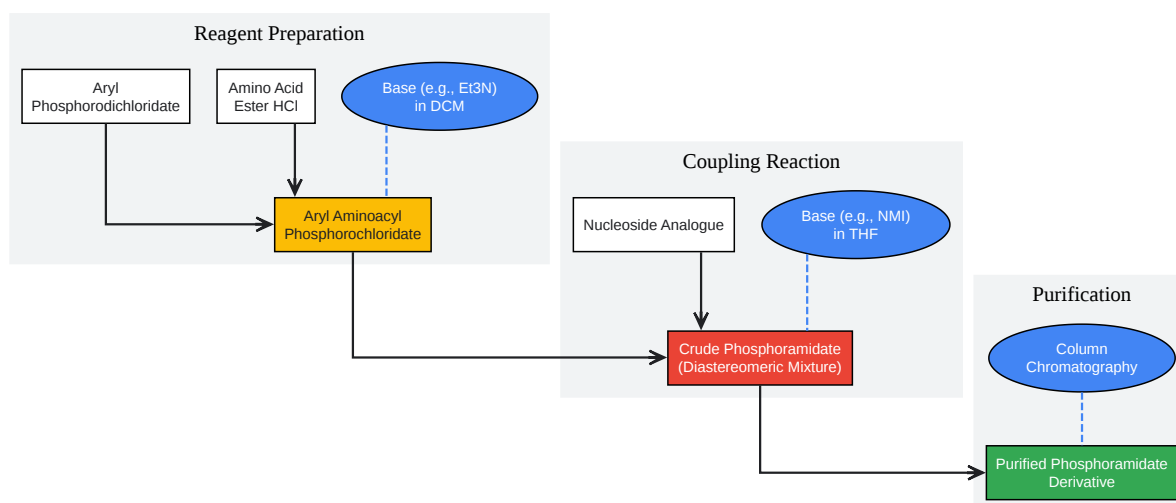 Reagent Preparation
Aryl
Phosphorodichloridate
Amino Acid
Ester HCl
Base (e.g., Et3N)
in DCM
Aryl Aminoacyl
Phosphorochloridate
Coupling Reaction
Nucleoside Analogue
Base (e.g., NMI)
in THF
Crude Phosphoramidate
(Diastereomeric Mixture)
Purification
Column
Chromatography
Purified Phosphoramidate
Derivative